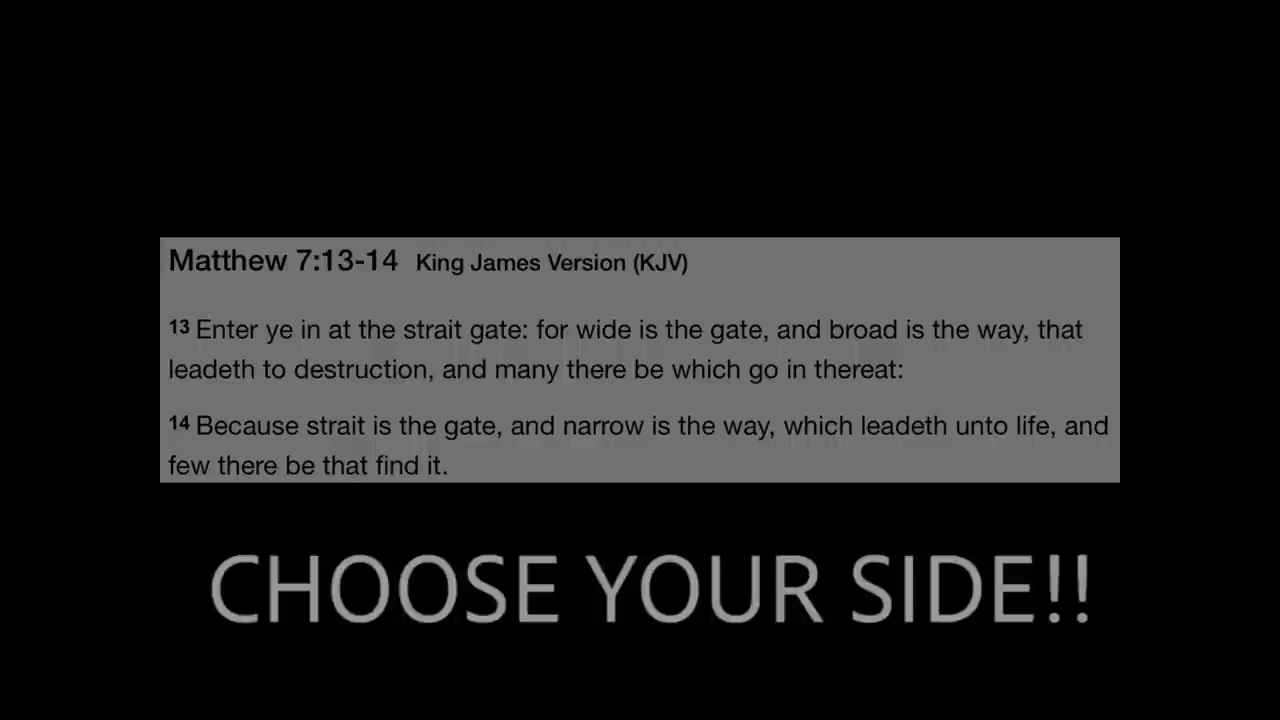 Matthew 7:13-14 King James Version (KJV)
13 Enter ye in at the strait gate: for wide is the gate, and broad is the way, that
leadeth to destruction, and many there be which go in thereat:
14 Because strait is the gate, and narrow is the way, which leadeth unto life, and
few there be that find it.
CHOOSE YOUR SIDE!!